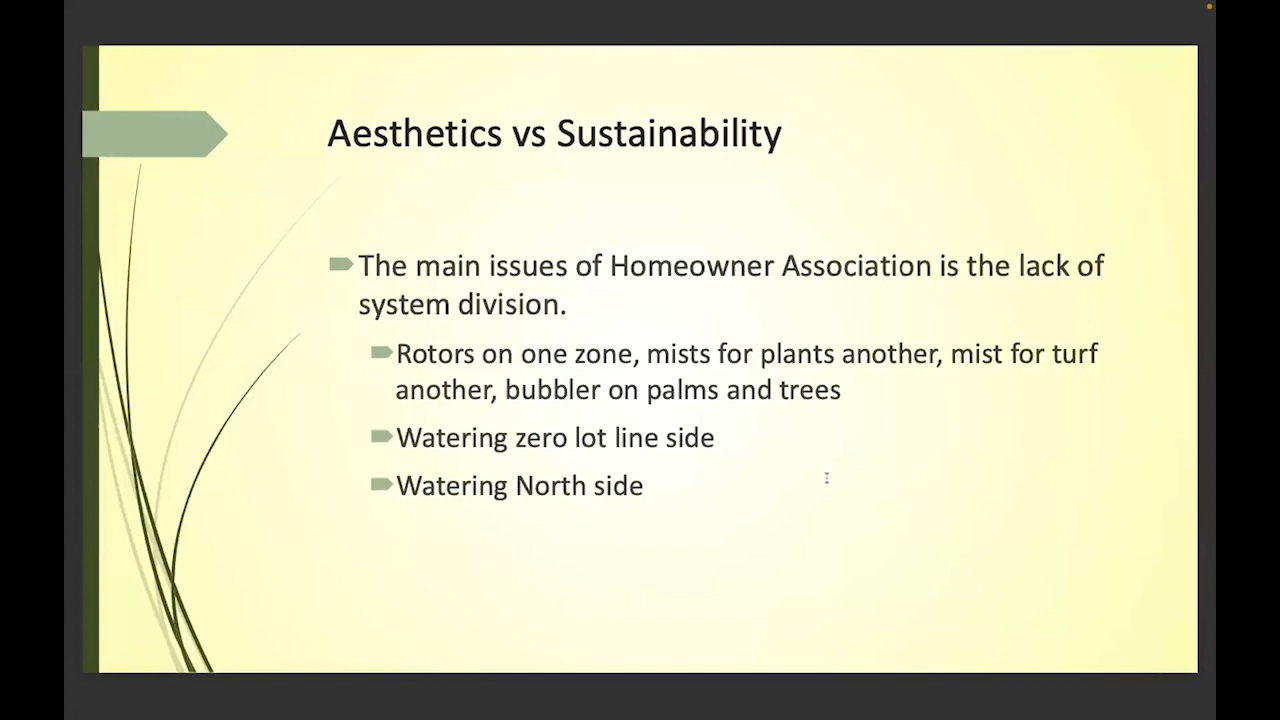 Aesthetics vs Sustainability
The main issues of Homeowner Association is the lack of
system division.
Rotors on one zone, mists for plants another, mist for turf
another, bubbler on palms and trees
Watering zero lot line side
Watering North side